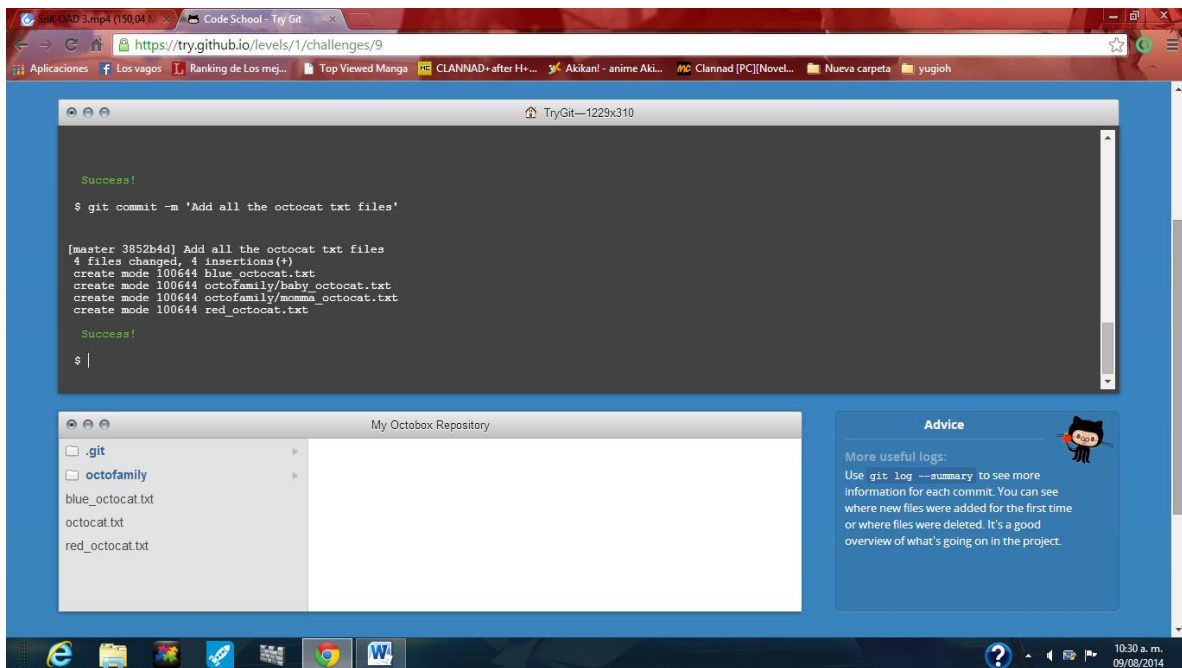 SnK OAD 3.mp4 (150,04 M
Code School - Try Git
https://try.github.io/levels/1/challenges/9
Aplicaciones Los vagos Ranking de Los mej... Top Viewed Manga CLANNAD+after H+... Akikan! - anime Aki... Clannad [PC][Novel... Nueva carpeta yugioh
TryGit—1229x310
Success!
$ git commit -m 'Add all the octocat txt files'
[master 3852b4d] Add all the octocat txt files
4 files changed, 4 insertions(+)
create mode 100644 blue_octocat.txt
create mode 100644 octofamily/baby_octocat.txt
create mode 100644 octofamily/momma_octocat.txt
create mode 100644 red_octocat.txt
Success!
$
My Octobox Repository
.git
octofamily
blue_octocat.txt
octocat.txt
red_octocat.txt
Advice
More useful logs:
Use git log --summary to see more
information for each commit. You can see
where new files were added for the first time
or where files were deleted. It's a good
overview of what's going on in the project.
10:30 a. m.
09/08/2014